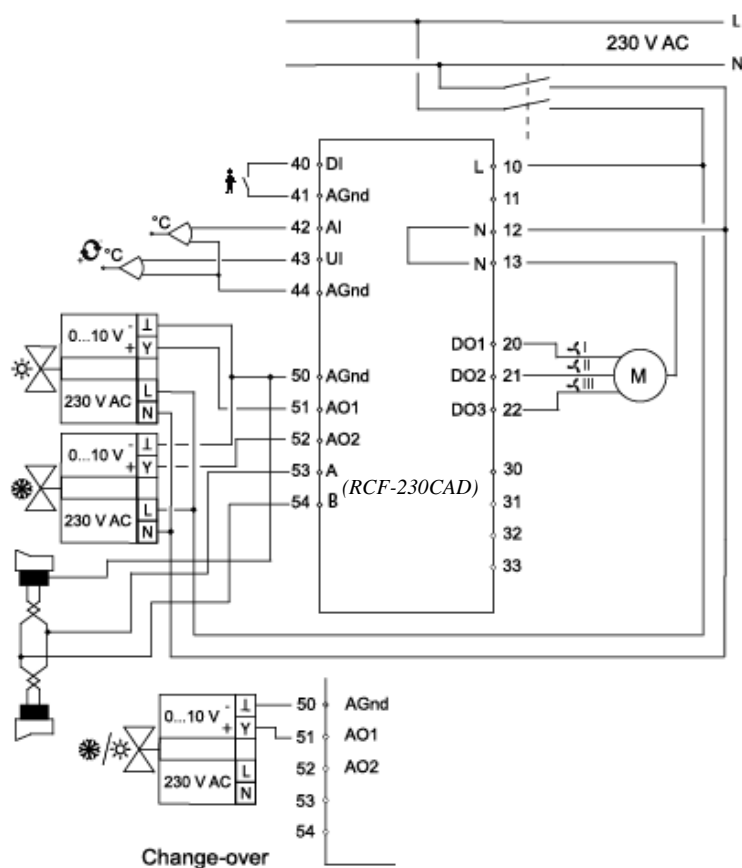 L
230 V AC
N
40 DI
L 10
41 AGnd
11
°C
42 AI
N 12
°C
43 UI
N 13
44 AGnd
0...10 V
- ⊥
+ Y
L
230 V AC
N
DO1 20 I
50 AGnd
DO2 21 II
M
51 AO1
DO3 22 III
0...10 V
- ⊥
+ Y
L
230 V AC
N
52 AO2
53 A
30
(RCF-230CAD)
54 B
31
32
33
0...10 V
- ⊥
+ Y
L
230 V AC
N
50 AGnd
51 AO1
52 AO2
53
54
Change-over